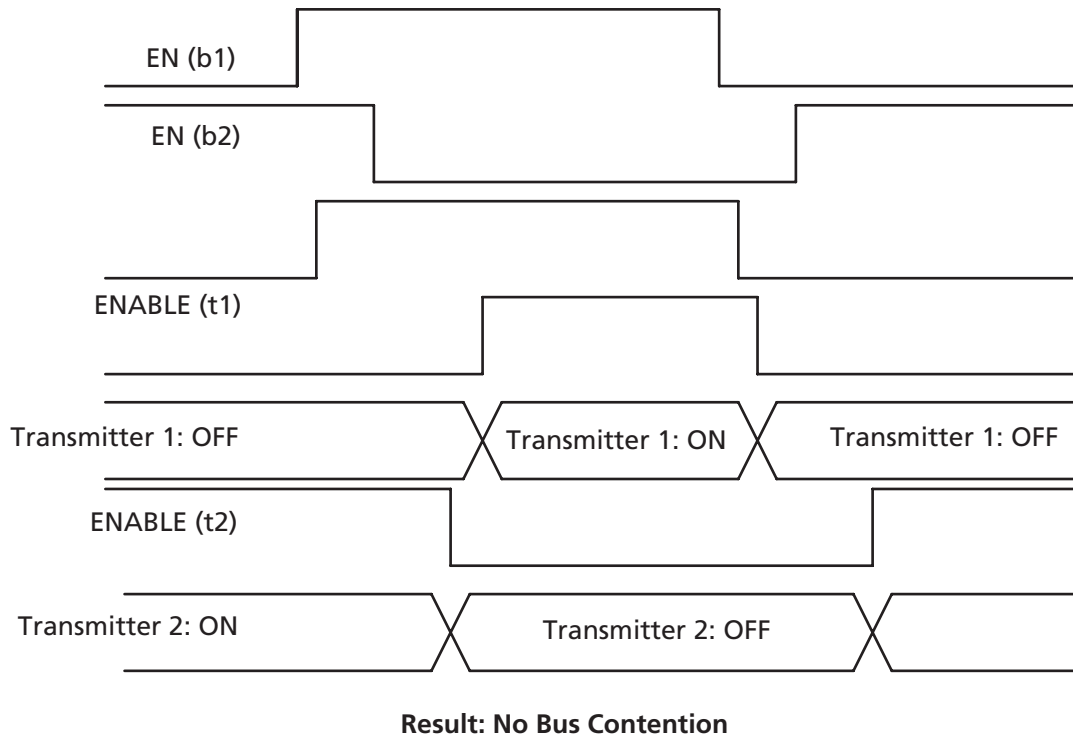 EN (b1)
EN (b2)
ENABLE (t1)
Transmitter 1: OFF
Transmitter 1: ON
Transmitter 1: OFF
ENABLE (t2)
Transmitter 2: ON
Transmitter 2: OFF
Result: No Bus Contention